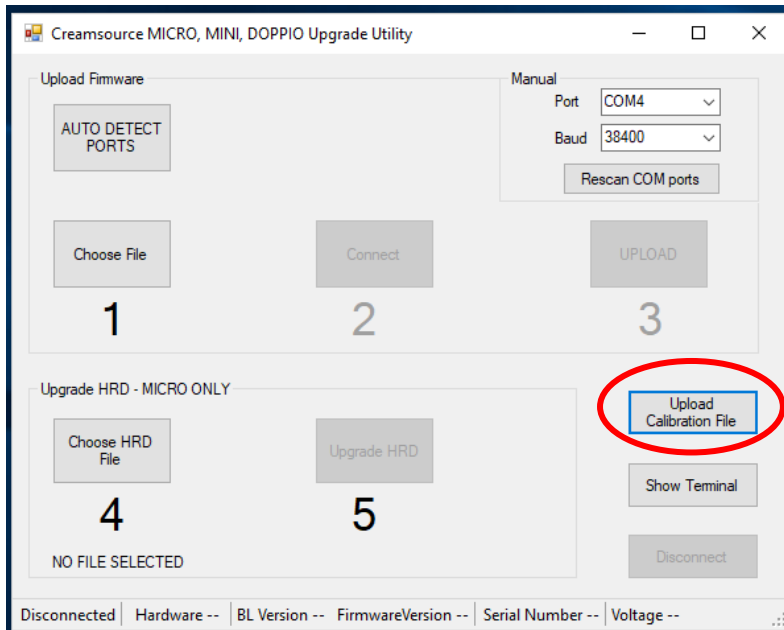 Creamsource MICRO, MINI, DOPPIO Upgrade Utility
Upload Firmware
AUTO DETECT
PORTS
Manual
Port COM4
Baud 38400
Rescan COM ports
Choose File
Connect
UPLOAD
1
2
3
Upgrade HRD - MICRO ONLY
Choose HRD
File
Upgrade HRD
4
5
NO FILE SELECTED
Upload
Calibration File
Show Terminal
Disconnect
Disconnected Hardware -- BL Version -- FirmwareVersion -- Serial Number -- Voltage --